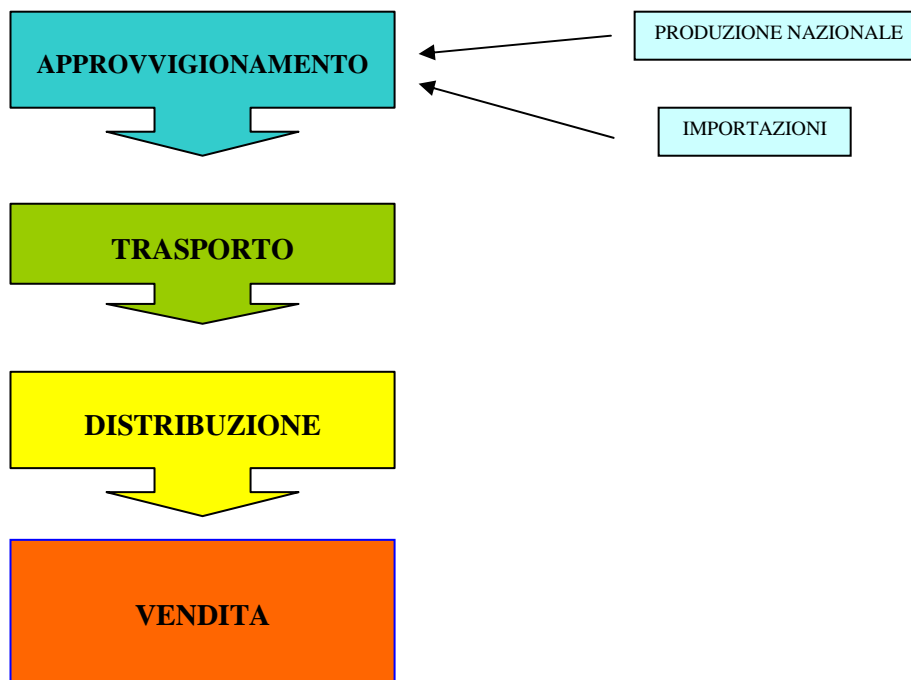 PRODUZIONE NAZIONALE
APPROVVIGIONAMENTO
IMPORTAZIONI
TRASPORTO
DISTRIBUZIONE
VENDITA